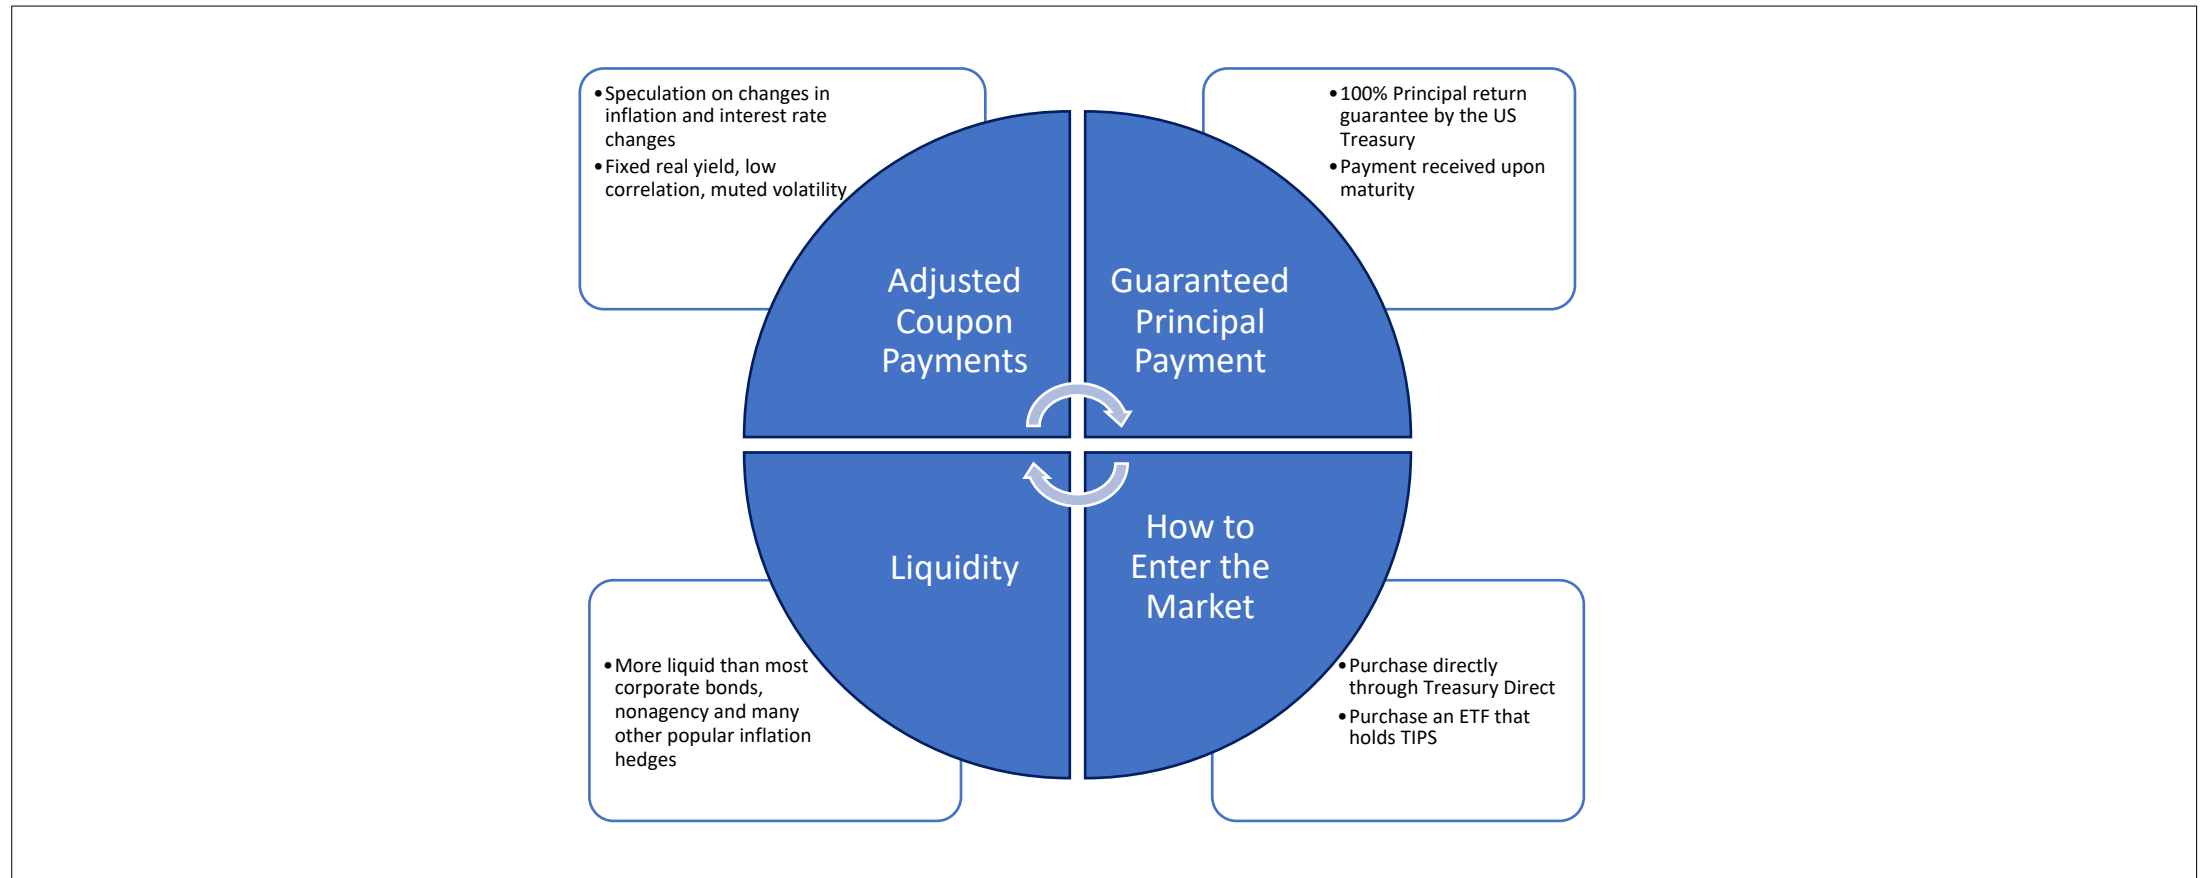 •Speculation on changes in
inflation and interest rate
changes
•Fixed real yield, low
correlation, muted volatility
•100% Principal return
guarantee by the US
Treasury
•Payment received upon
maturity
Adjusted
Coupon
Payments
Guaranteed
Principal
Payment
Liquidity
How to
Enter the
Market
•More liquid than most
corporate bonds,
nonagency and many
other popular inflation
hedges
•Purchase directly
through Treasury Direct
•Purchase an ETF that
holds TIPS